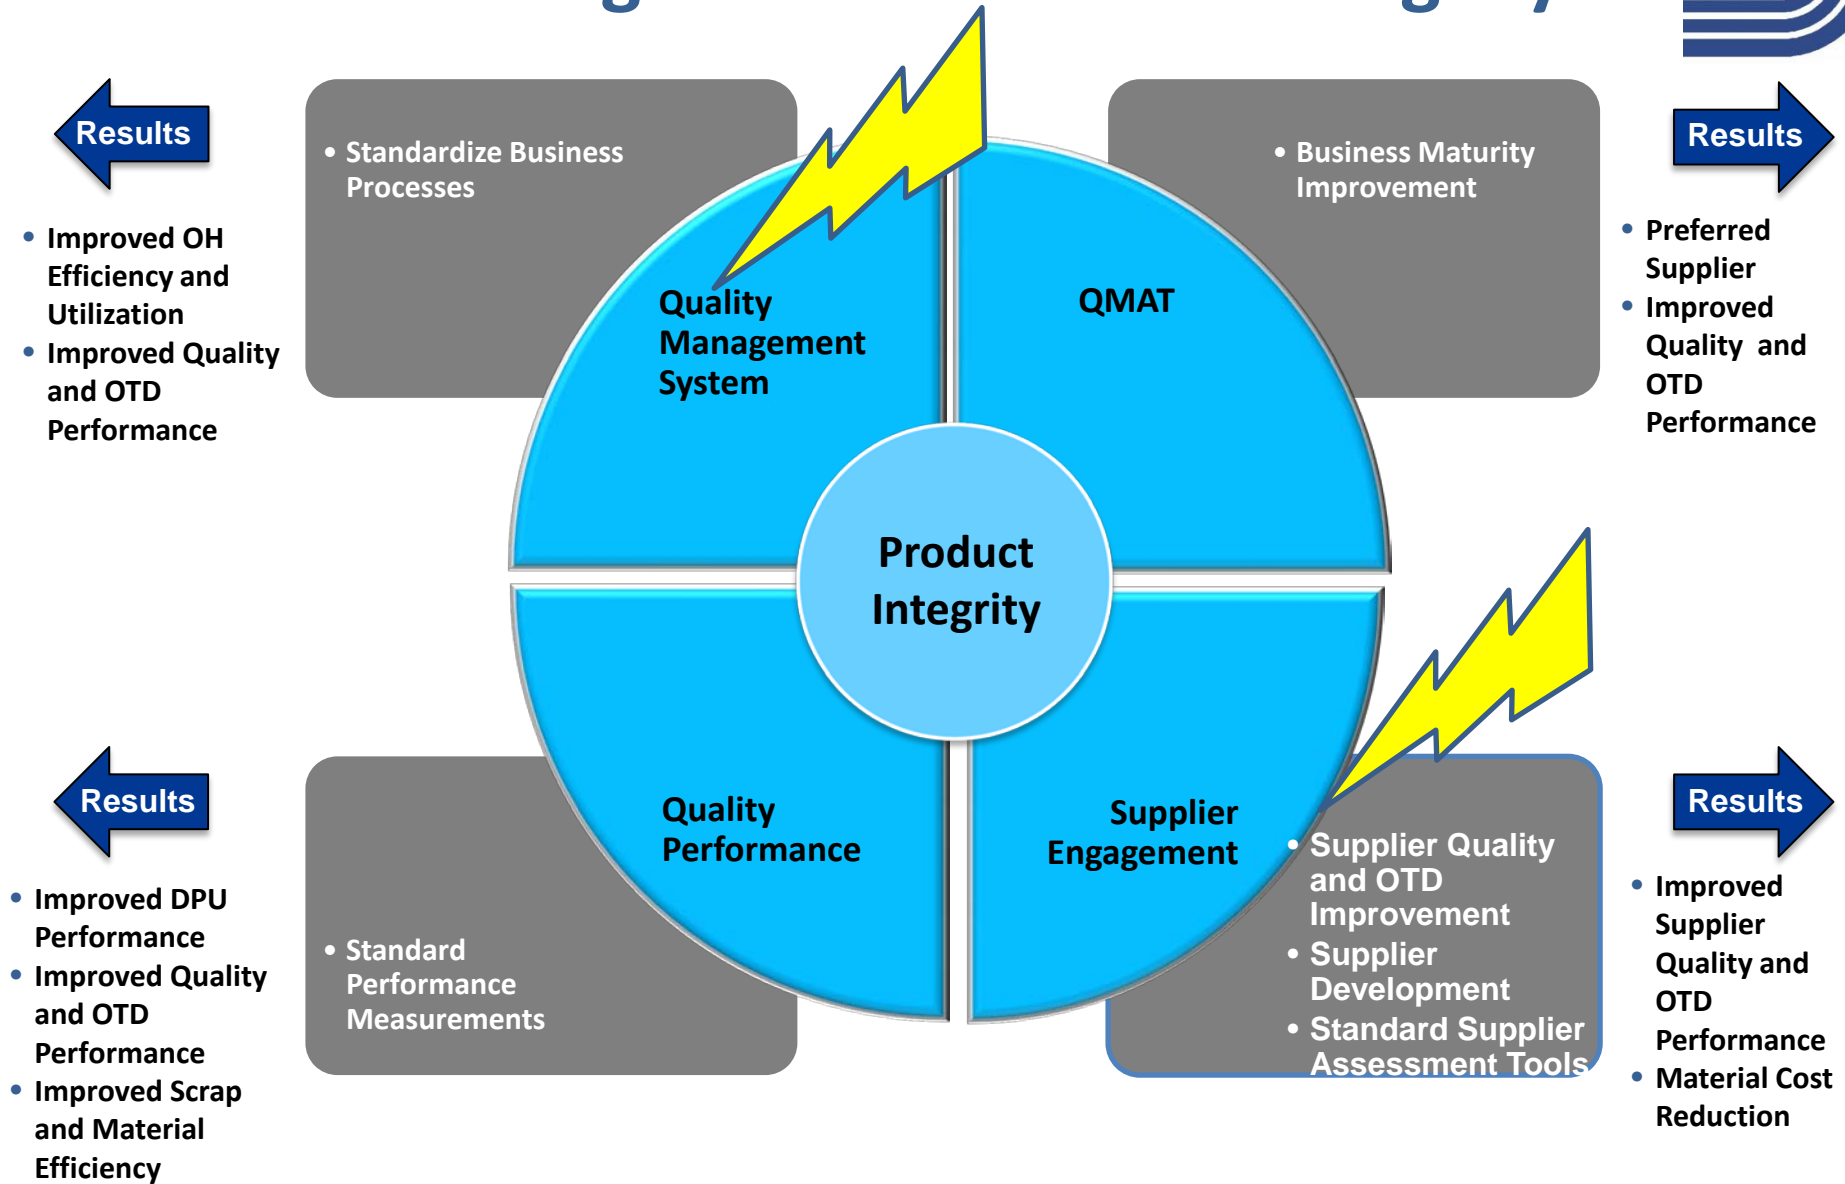 Results
• Standardize Business
Processes
• Improved OH
Efficiency and
Utilization
• Improved Quality
and OTD
Performance
Quality
Management
System
QMAT
• Business Maturity
Improvement
Results
• Preferred
Supplier
• Improved
Quality and
OTD
Performance
Product
Integrity
Results
• Improved DPU
Performance
• Improved Quality
and OTD
Performance
• Improved Scrap
and Material
Efficiency
• Standard
Performance
Measurements
Quality
Performance
Supplier
Engagement
• Supplier Quality
and OTD
Improvement
• Supplier
Development
• Standard Supplier
Assessment Tools
Results
• Improved
Supplier
Quality and
OTD
Performance
• Material Cost
Reduction